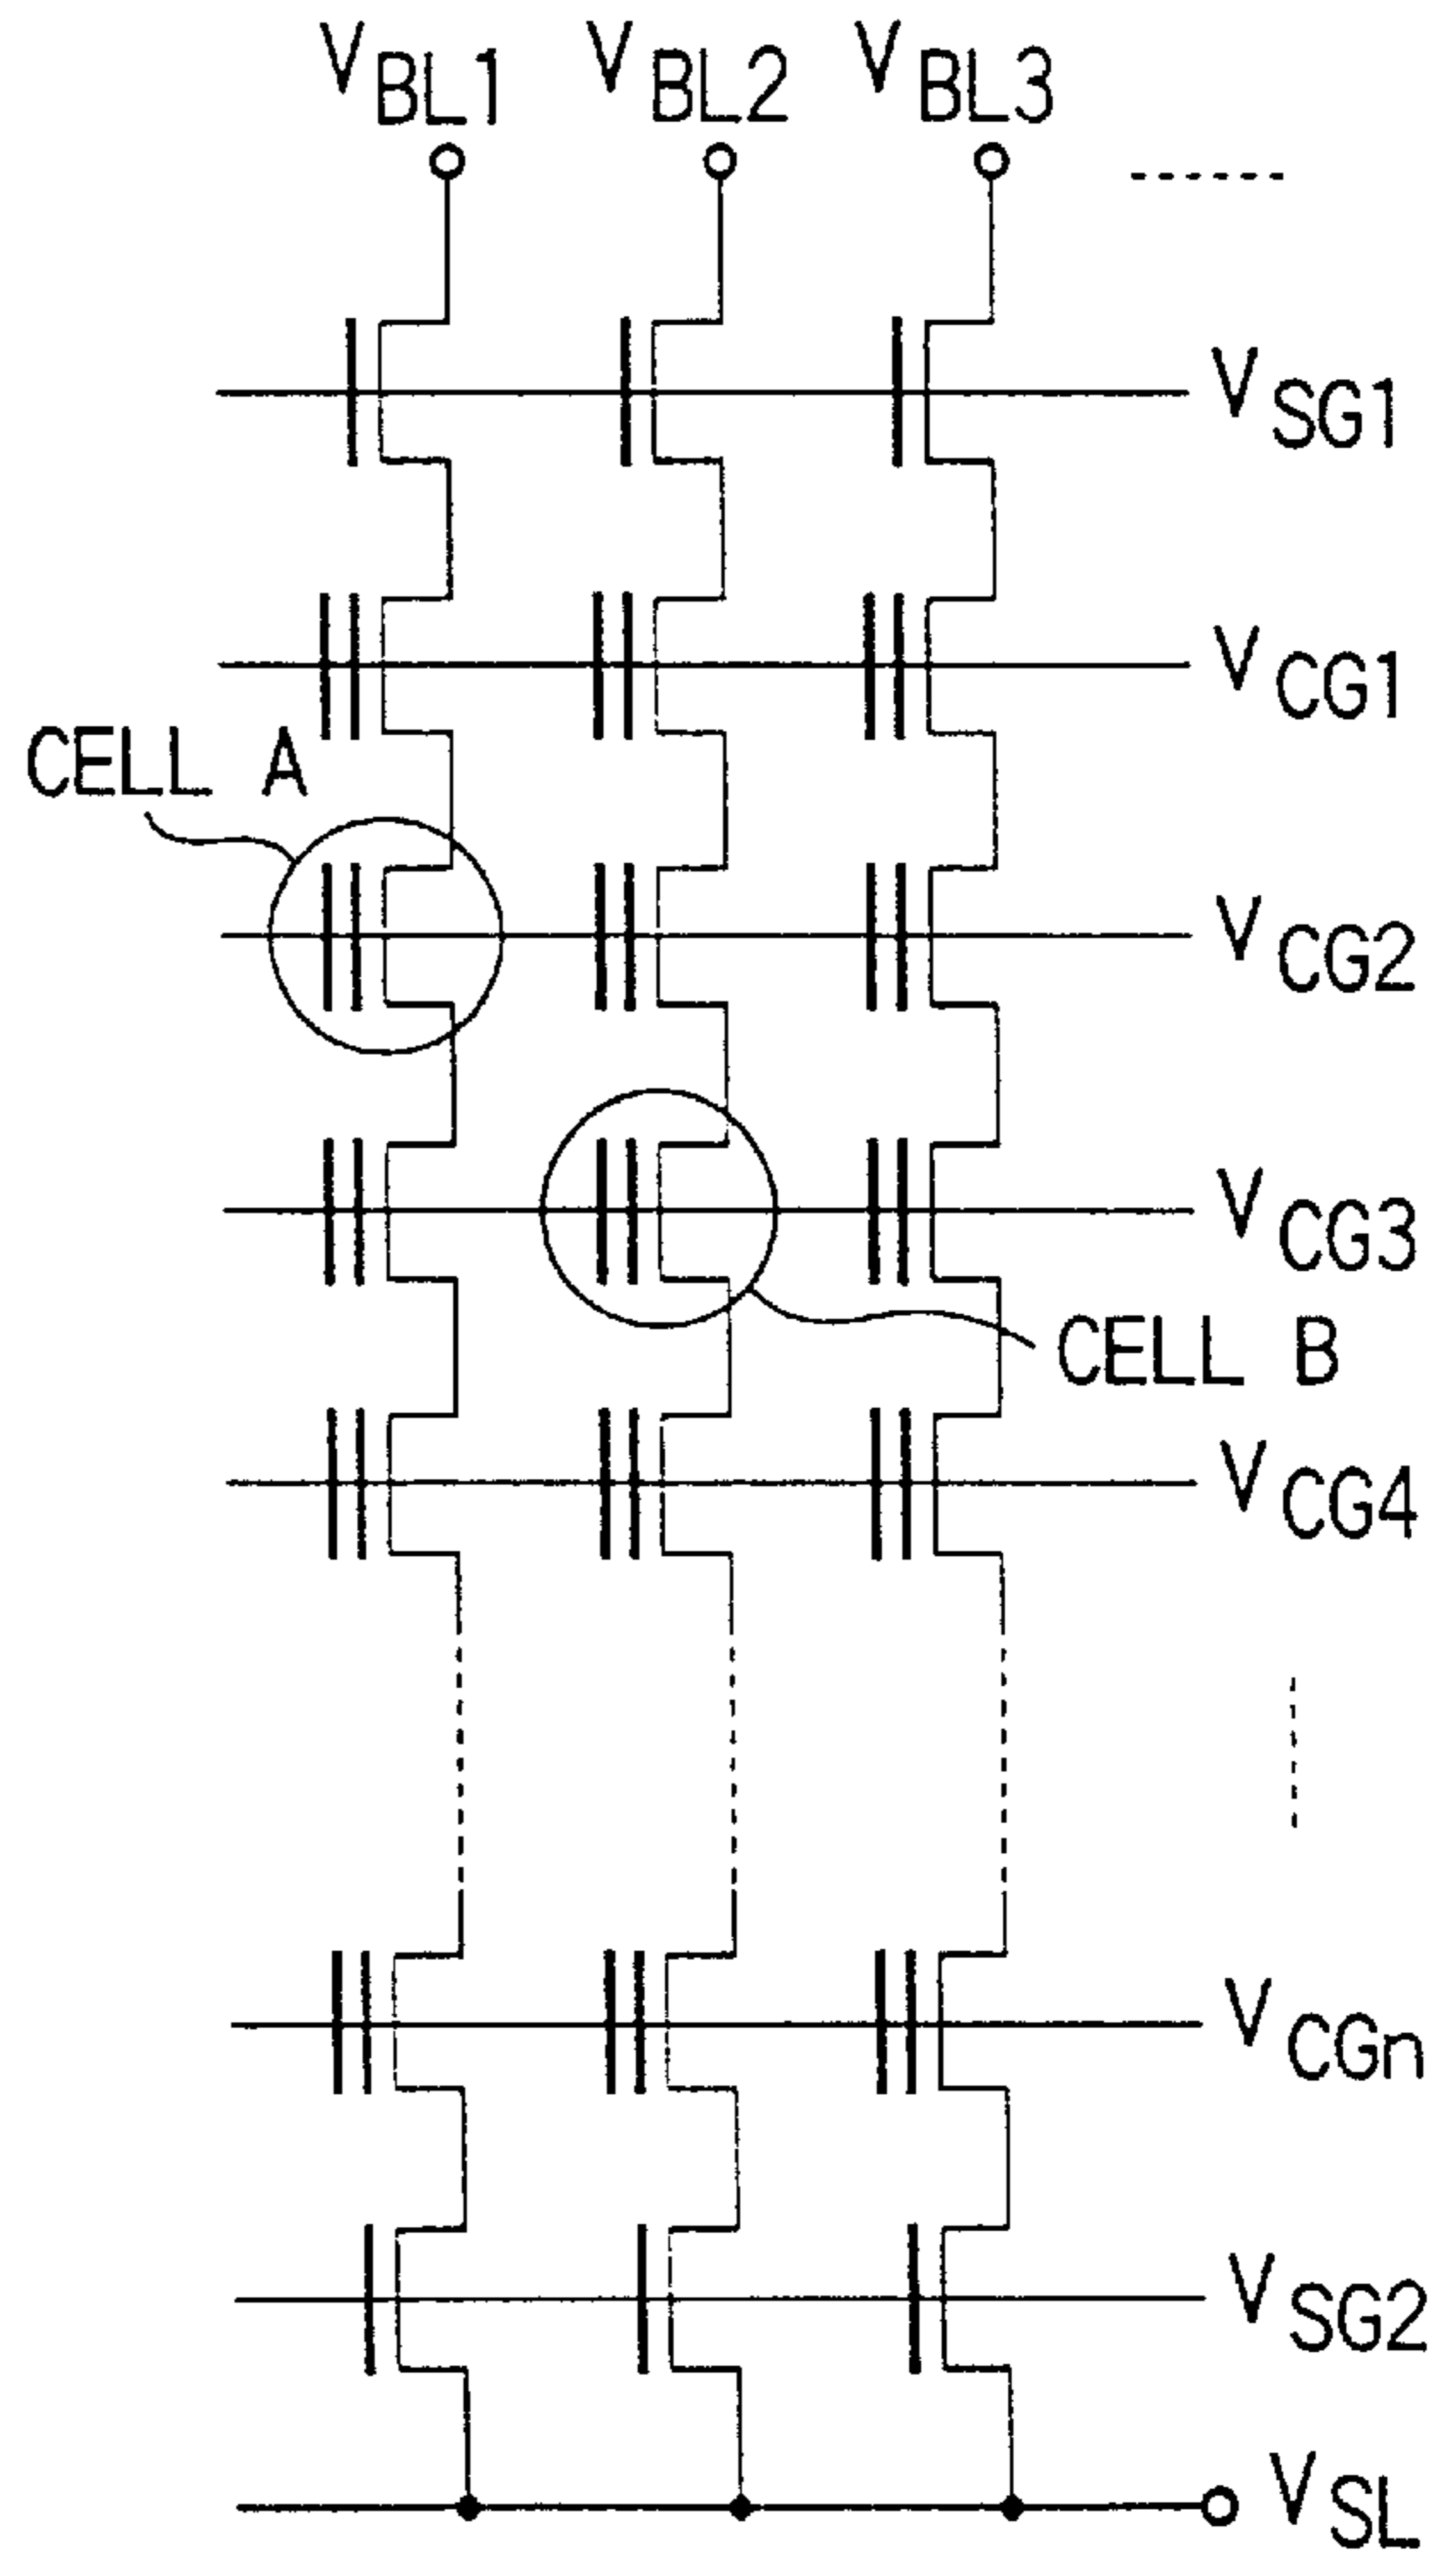 VBL1 VBL2 VBL3
VSG1
VCG1
CELL A
VCG2
VCG3
CELL B
VCG4
VCGn
VSG2
VSL